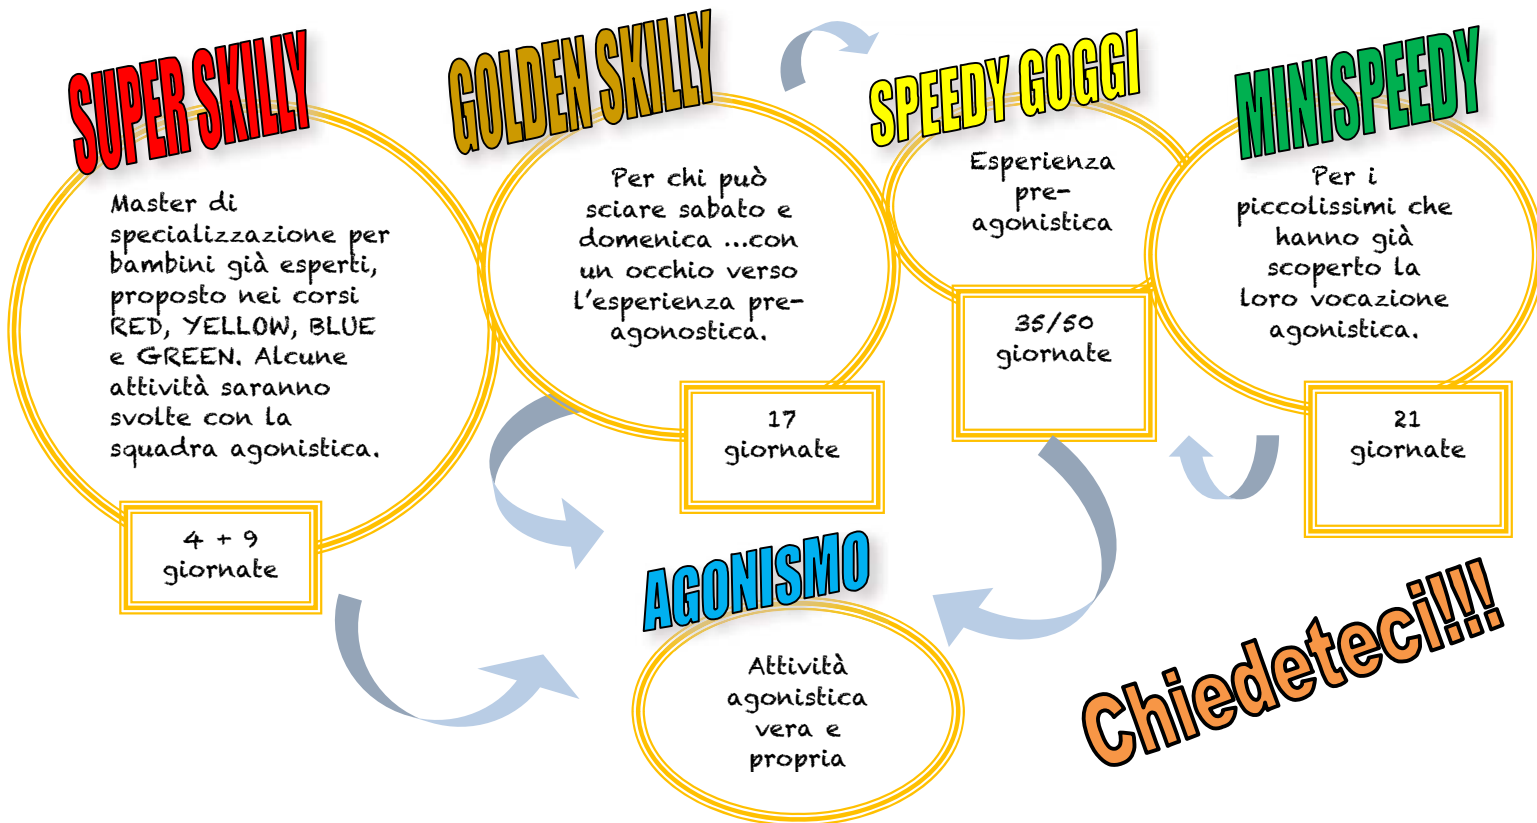 SUPER SKILLY
Master di
specializzazione per
bambini già esperti,
proposto nei corsi
RED, YELLOW, BLUE
e GREEN. Alcune
attività saranno
svolte con la
squadra agonistica.
4 + 9
giornate
GOLDEN SKILLY
Per chi può
sciare sabato e
domenica ...con
un occhio verso
l'esperienza pre-
agonostica.
17
giornate
SPEEDY GOGGI
Esperienza
pre-
agonistica
35/50
giornate
MINISPEEDY
Per i
piccolissimi che
hanno già
scoperto la
loro vocazione
agonistica.
21
giornate
AGONISMO
Attività
agonistica
vera e
propria
Chiedeteci!!!